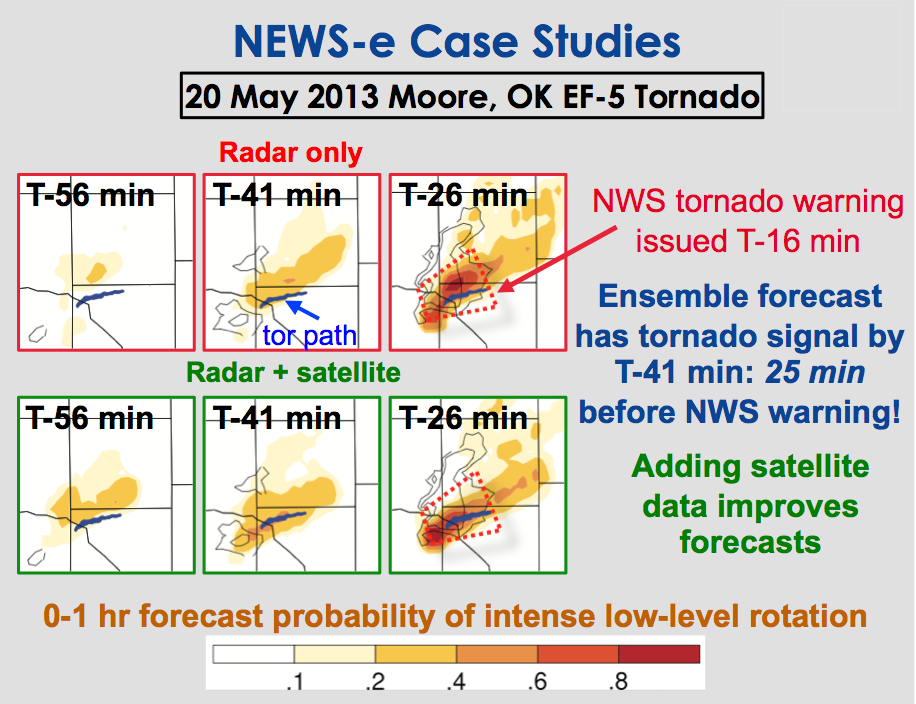 NEWS-e Case Studies
20 May 2013 Moore, OK EF-5 Tornado
Radar only
T-56 min
T-41 min
T-26 min
tor path
NWS tornado warning
issued T-16 min
Ensemble forecast
has tornado signal by
T-41 min: 25 min
before NWS warning!
Radar + satellite
T-56 min
T-41 min
T-26 min
Adding satellite
data improves
forecasts
0-1 hr forecast probability of intense low-level rotation
.1 .2 .4 .6 .8